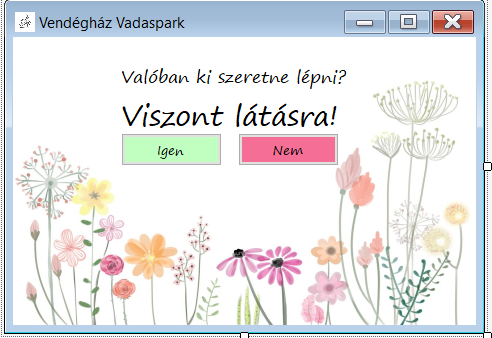 Vendégház Vadaspark
Valóban ki szeretne lépni?
Viszont látásra!
Igen
Nem